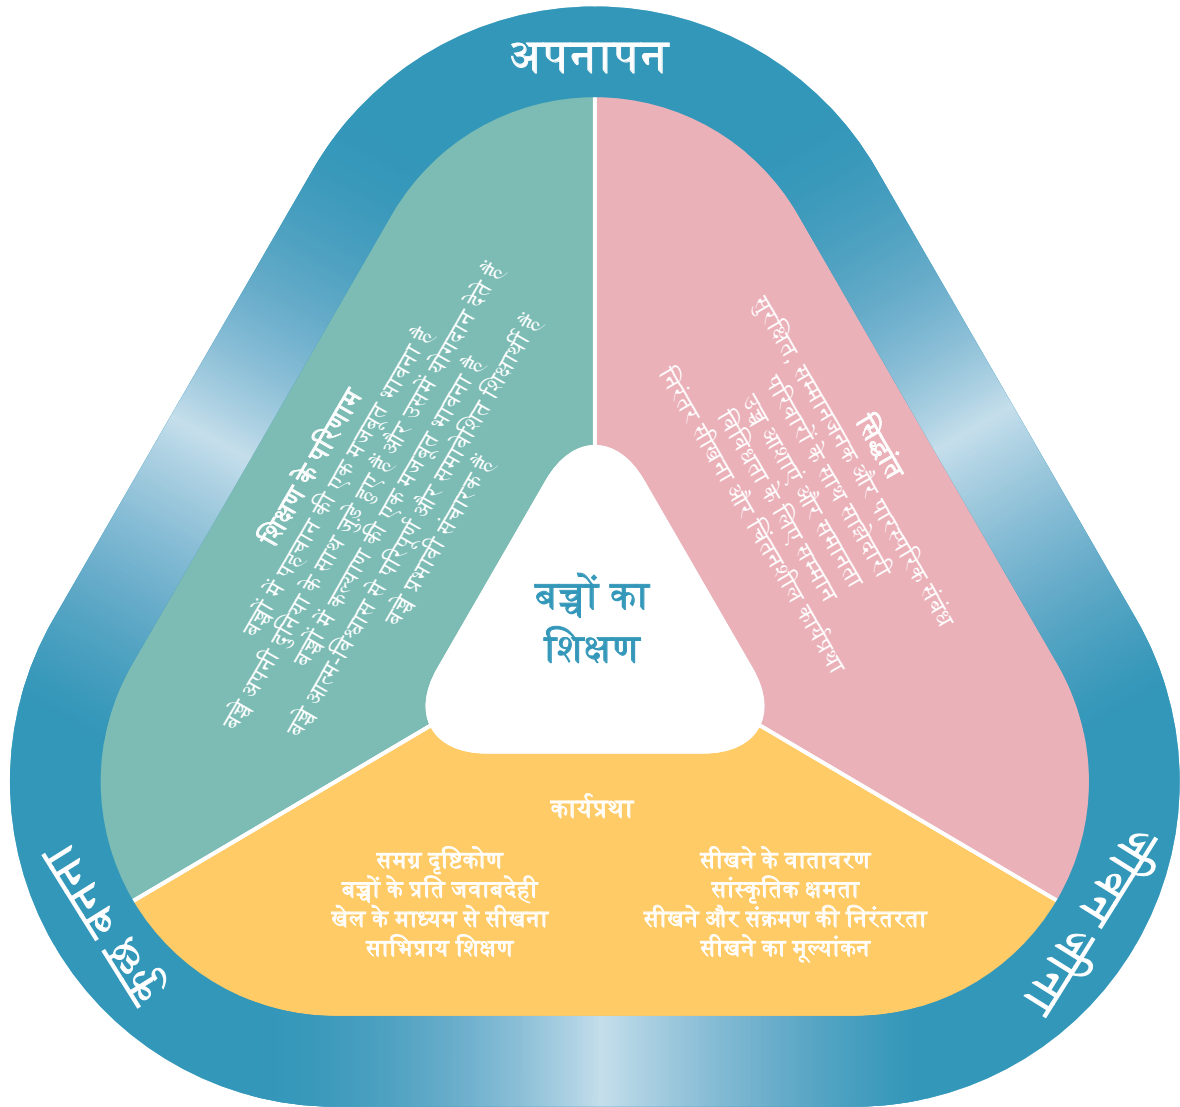 अपनापन
शिक्षण के परिणाम
बच्चों में पहचान की एक मजबूत भावना है
बच्चे अपनी दुनिया के साथ जुड़े हुए हैं और उसमें योगदान देते हैं
बच्चों में कल्याण की एक मजबूत भावना है
बच्चे आत्म-विश्वास से परिपूर्ण और समावेशित शिक्षार्थी हैं
बच्चे प्रभावी संचारक हैं
सिद्धांत
सुरक्षित, सम्मानजनक और पारस्परिक संबंध
परिवारों के साथ साझेदारी
उच्च आशाएं और समानता
विविधता के लिए सम्मान
निरंतर सीखना और चिंतनशील कार्यप्रथा
बच्चों का
शिक्षण
कार्यप्रथा
समग्र दृष्टिकोण
बच्चों के प्रति जवाबदेही
खेल के माध्यम से सीखना
साभिप्राय शिक्षण
सीखने के वातावरण
सांस्कृतिक क्षमता
सीखने और संक्रमण की निरंतरता
सीखने का मूल्यांकन
कुछ बनना
जीवन जीना